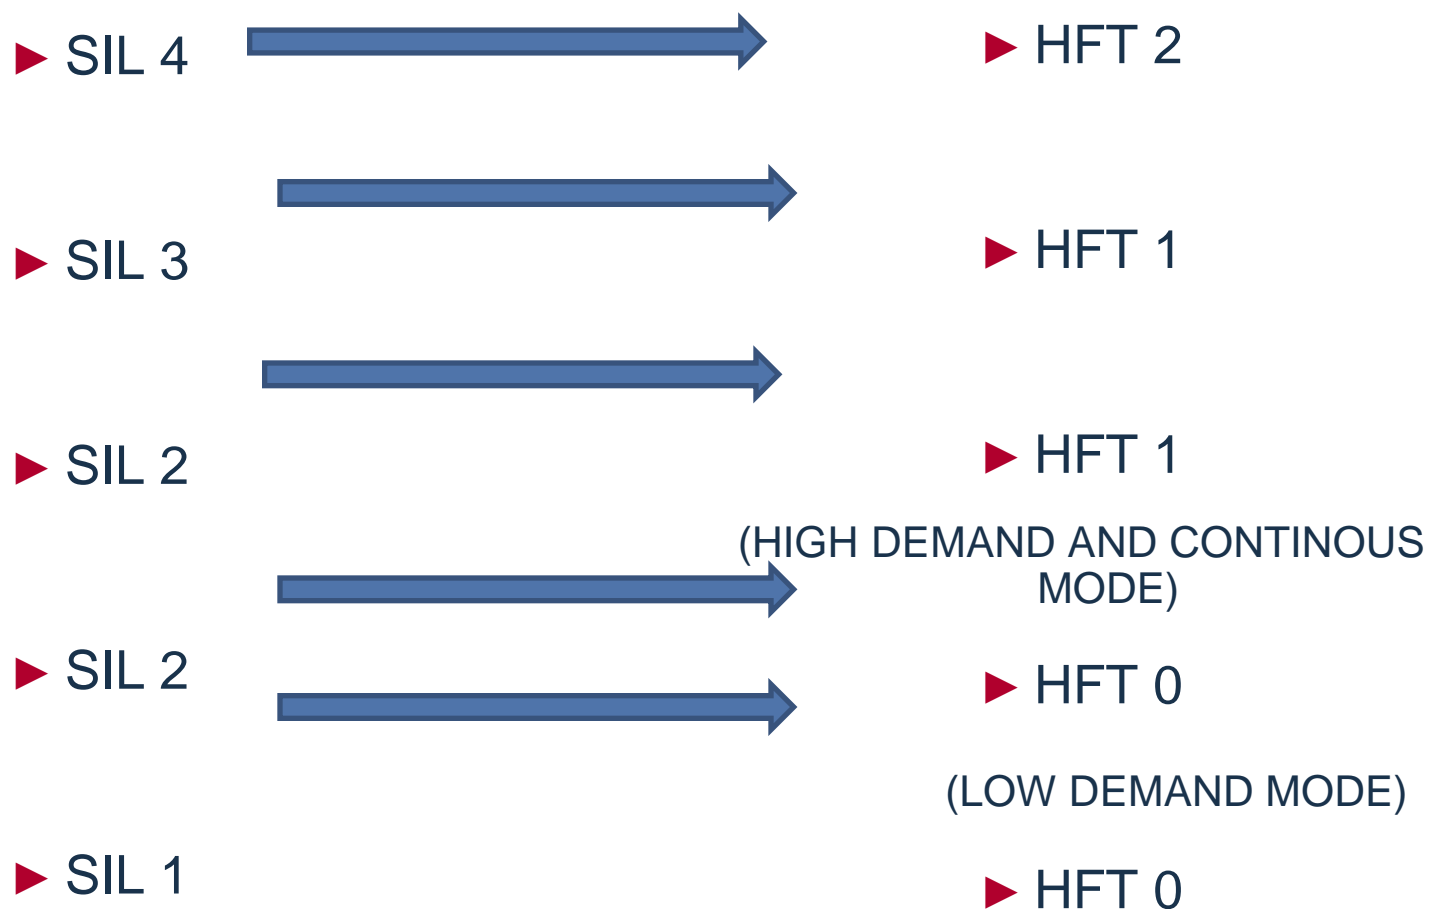 ► SIL 4
► HFT 2
► SIL 3
► HFT 1
► SIL 2
► HFT 1
(HIGH DEMAND AND CONTINOUS
MODE)
► SIL 2
► HFT 0
(LOW DEMAND MODE)
► SIL 1
► HFT 0